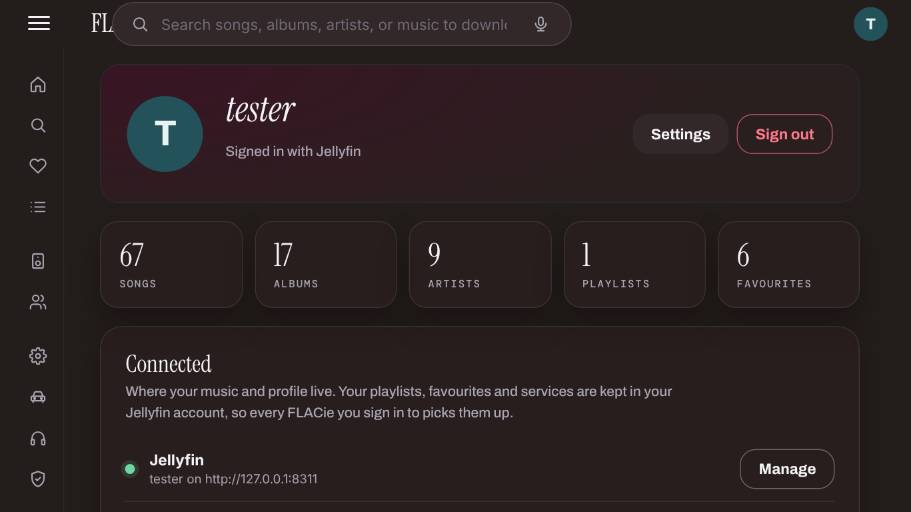 FLA
Search songs, albums, artists, or music to downlo
T
T
tester
Signed in with Jellyfin
Settings
Sign out
67
SONGS
17
ALBUMS
9
ARTISTS
1
PLAYLISTS
6
FAVOURITES
Connected
Where your music and profile live. Your playlists, favourites and services are kept in your
Jellyfin account, so every FLACie you sign in to picks them up.
Jellyfin
tester on http://127.0.0.1:8311
Manage